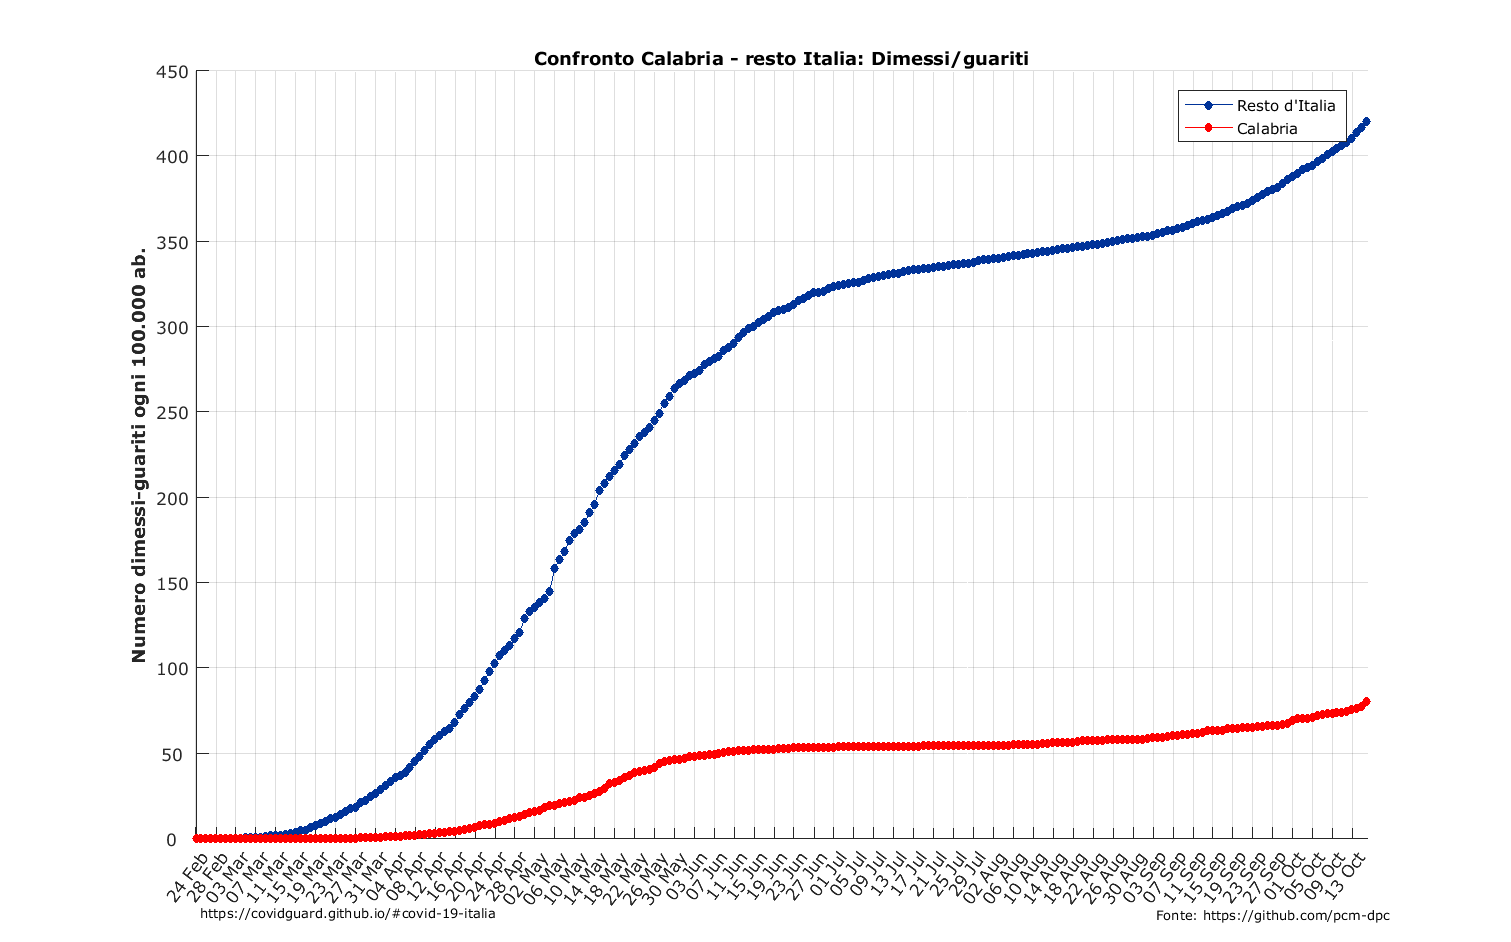 Confronto Calabria - resto Italia: Dimessi/guariti
Numero dimessi-guariti ogni 100.000 ab.
450
400
350
300
250
200
150
100
50
0
Resto d'Italia
Calabria
24 Feb
28 Feb
03 Mar
07 Mar
11 Mar
15 Mar
19 Mar
23 Mar
27 Mar
31 Mar
04 Apr
08 Apr
12 Apr
16 Apr
20 Apr
24 Apr
28 Apr
02 May
06 May
10 May
14 May
18 May
22 May
26 May
30 May
03 Jun
07 Jun
11 Jun
15 Jun
19 Jun
23 Jun
27 Jun
01 Jul
05 Jul
09 Jul
13 Jul
17 Jul
21 Jul
25 Jul
29 Jul
02 Aug
06 Aug
10 Aug
14 Aug
18 Aug
22 Aug
26 Aug
30 Aug
03 Sep
07 Sep
11 Sep
15 Sep
19 Sep
23 Sep
27 Sep
01 Oct
05 Oct
09 Oct
13 Oct
https://covidguard.github.io/#covid-19-italia
Fonte: https://github.com/pcm-dpc